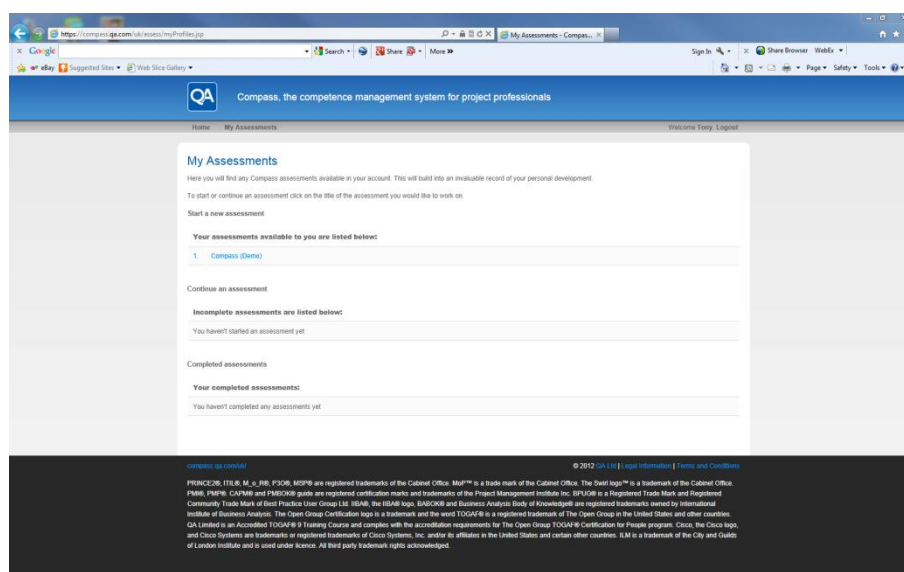 https://compass.qa.com/uk/assess/myProfiles.jsp
My Assessments - Compas...
x Google Search Share More » Sign In x Share Browser WebEx
eBay Suggested Sites Web Slice Gallery Page Safety Tools
QA Compass, the competence management system for project professionals
Home My Assessments Welcome Tony, Logout
My Assessments
Here you will find any Compass assessments available in your account. This will build into an invaluable record of your personal development.
To start or continue an assessment click on the title of the assessment you would like to work on.
Start a new assessment
Your assessments available to you are listed below:
1. Compass (Demo)
Continue an assessment
Incomplete assessments are listed below:
You haven't started an assessment yet
Completed assessments
Your completed assessments:
You haven't completed any assessments yet
compass.qa.com/uk/ © 2012 QA Ltd | Legal Information | Terms and Conditions
PRINCE2®, ITIL®, M_o_R®, P3O®, MSP® are registered trademarks of the Cabinet Office. MoP™ is a trade mark of the Cabinet Office. The Swirl logo™ is a trademark of the Cabinet Office.
PMI®, PMP®, CAPM® and PMBOK® guide are registered certification marks and trademarks of the Project Management Institute Inc. BPUG® is a Registered Trade Mark and Registered
Community Trade Mark of Best Practice User Group Ltd. IIBA®, the IIBA® logo, BABOK® and Business Analysis Body of Knowledge® are registered trademarks owned by International
Institute of Business Analysis. The Open Group Certification logo is a trademark and the word TOGAF® is a registered trademark of The Open Group in the United States and other countries.
QA Limited is an Accredited TOGAF® 9 Training Course and complies with the accreditation requirements for The Open Group TOGAF® Certification for People program. Cisco, the Cisco logo,
and Cisco Systems are trademarks or registered trademarks of Cisco Systems, Inc. and/or its affiliates in the United States and certain other countries. ILM is a trademark of the City and Guilds
of London Institute and is used under licence. All third party trademark rights acknowledged.